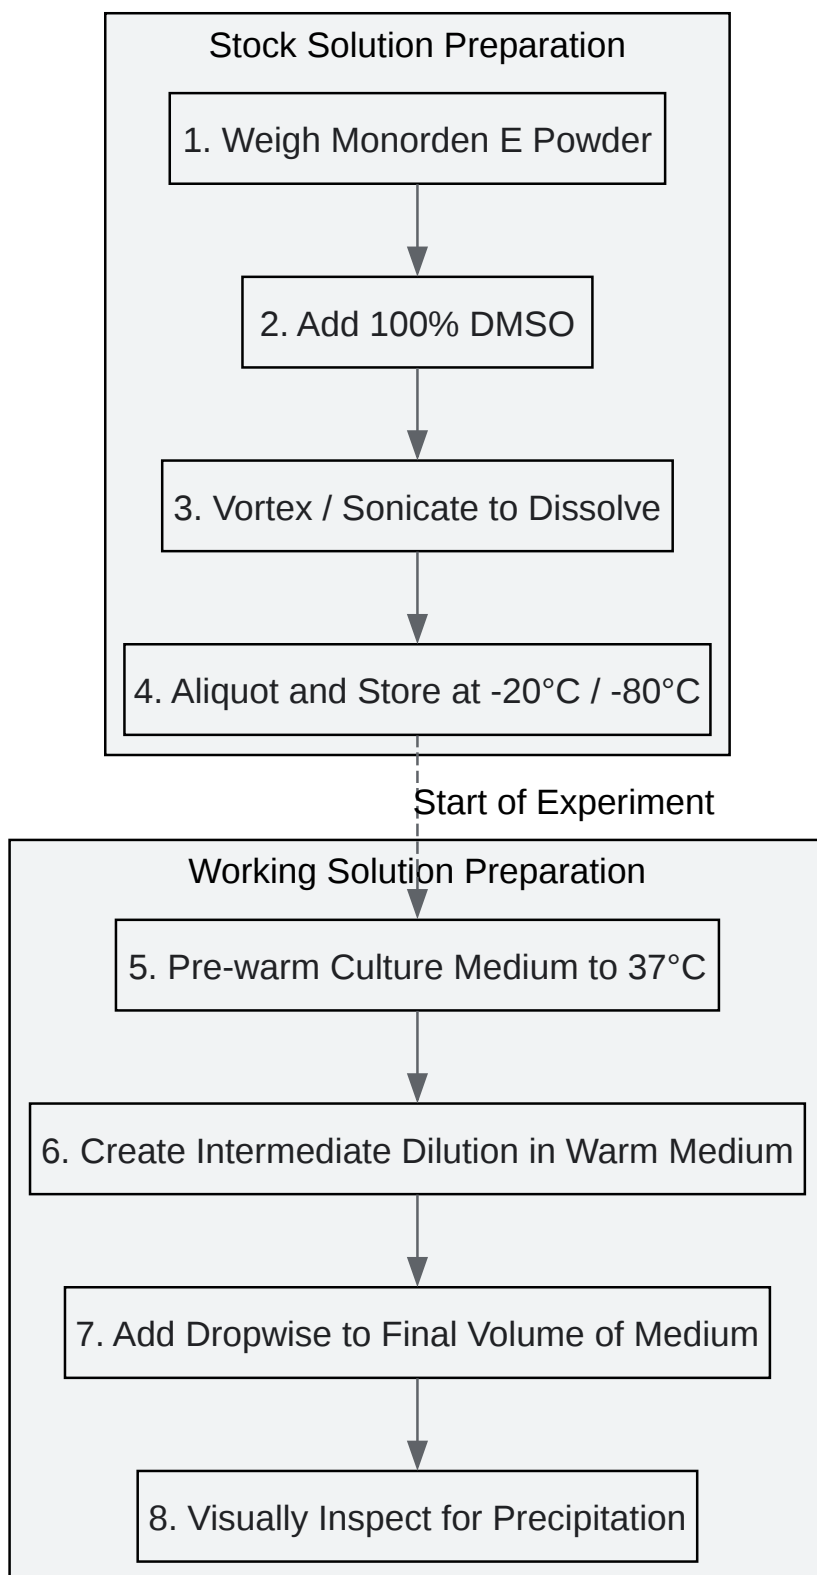 Stock Solution Preparation
1. Weigh Monorden E Powder
2. Add 100% DMSO
3. Vortex / Sonicate to Dissolve
4. Aliquot and Store at -20°C / -80°C
Start of Experiment
Working Solution Preparation
5. Pre-warm Culture Medium to 37°C
6. Create Intermediate Dilution in Warm Medium
7. Add Dropwise to Final Volume of Medium
8. Visually Inspect for Precipitation